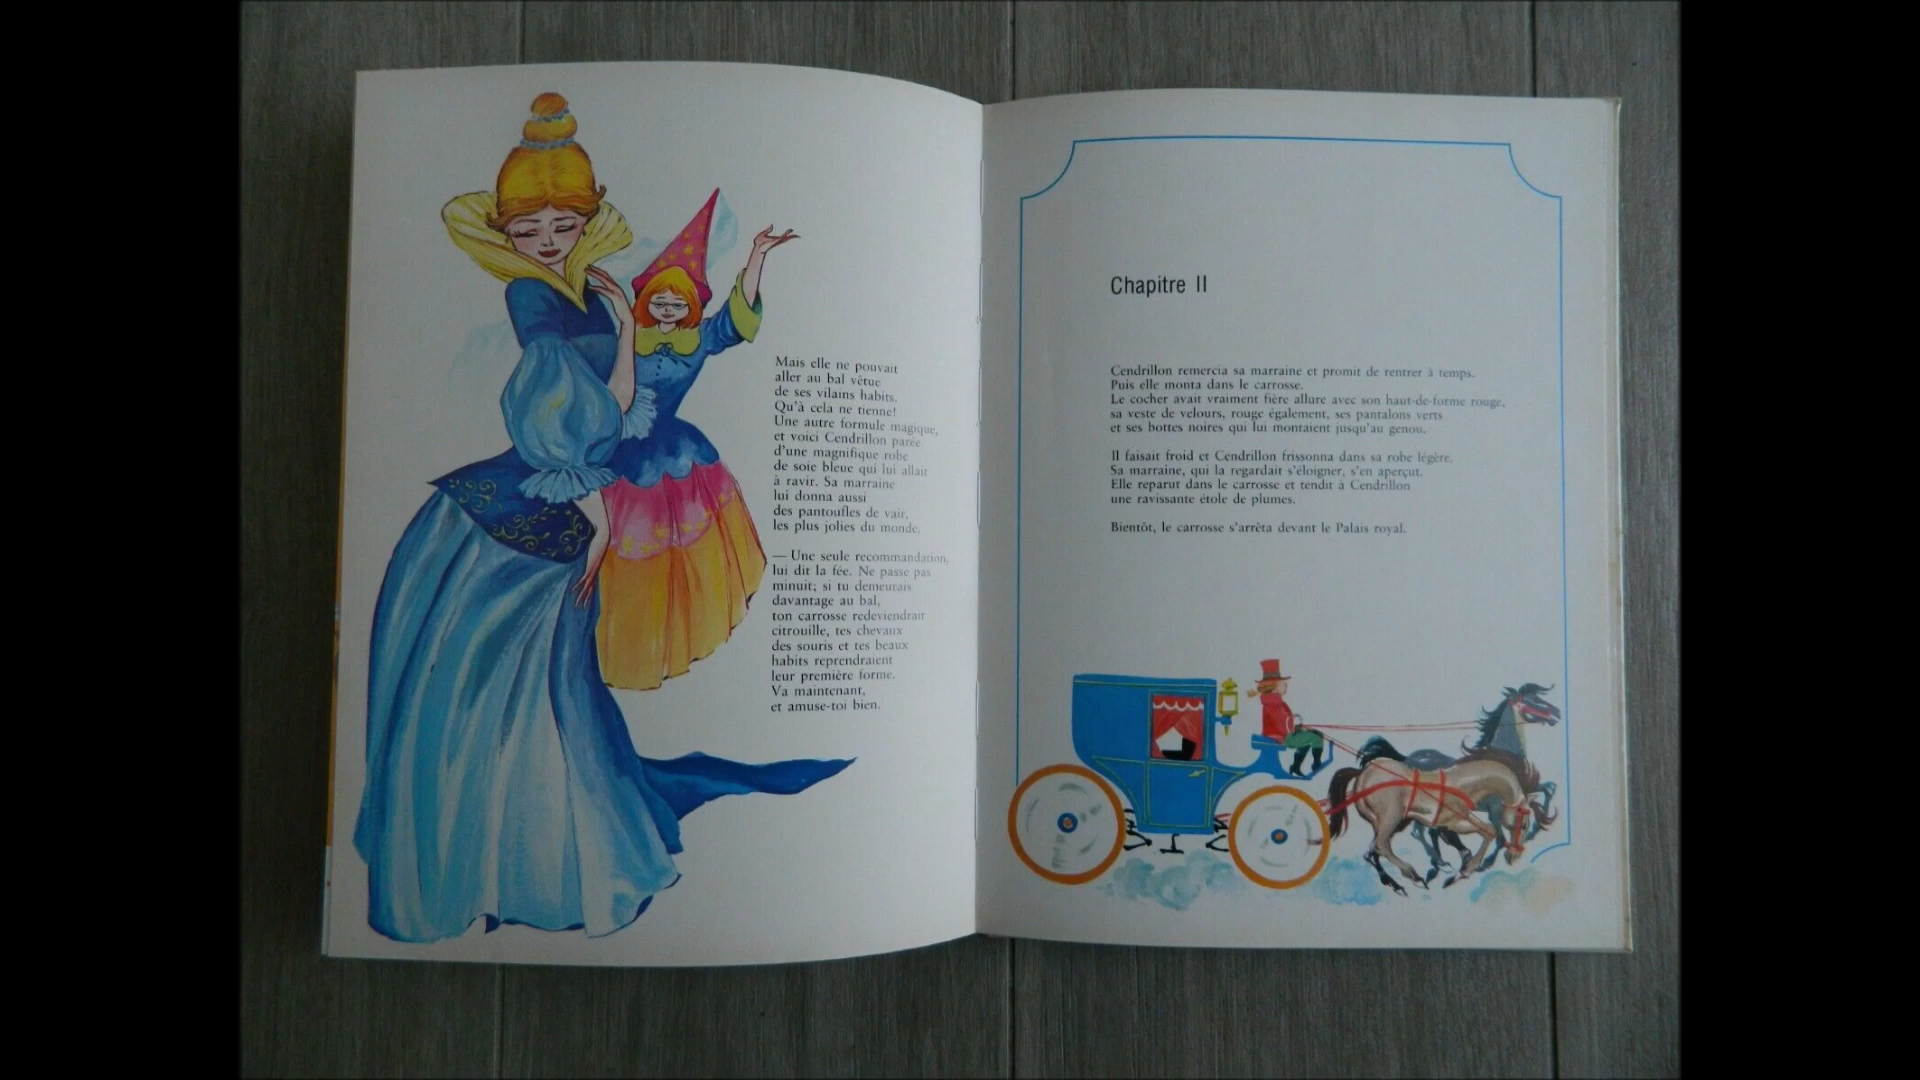 Mais elle ne pouvait
aller au bal vêtue
de ses vilains habits.
Qu'à cela ne tienne!
Une autre formule magique,
et voici Cendrillon parée
d'une magnifique robe
de soie bleue qui lui allait
à ravir. Sa marraine
lui donna aussi
des pantoufles de vair,
les plus jolies du monde.
— Une seule recommandation,
lui dit la fée. Ne passe pas
minuit; si tu demeurais
davantage au bal,
ton carrosse redeviendrait
citrouille, tes chevaux
des souris et tes beaux
habits reprendraient
leur première forme.
Va maintenant,
et amuse-toi bien.
Chapitre II
Cendrillon remercia sa marraine et promit de rentrer à temps.
Puis elle monta dans le carrosse.
Le cocher avait vraiment fière allure avec son haut-de-forme rouge,
sa veste de velours, rouge également, ses pantalons verts
et ses bottes noires qui lui montaient jusqu'au genou.
Il faisait froid et Cendrillon frissonna dans sa robe légère.
Sa marraine, qui la regardait s'éloigner, s'en aperçut.
Elle reparut dans le carrosse et tendit à Cendrillon
une ravissante étole de plumes.
Bientôt, le carrosse s'arrêta devant le Palais royal.